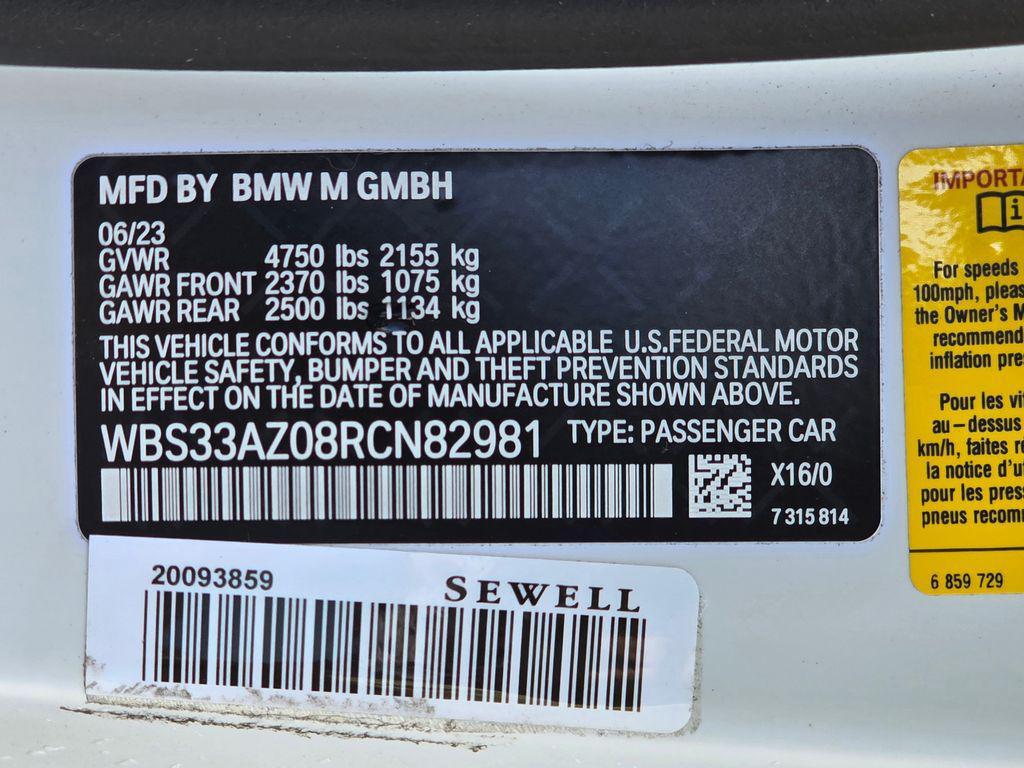 MFD BY BMW M GMBH
06/23
GVWR 4750 lbs 2155 kg
GAWR FRONT 2370 lbs 1075 kg
GAWR REAR 2500 lbs 1134 kg
THIS VEHICLE CONFORMS TO ALL APPLICABLE U.S.FEDERAL MOTOR
VEHICLE SAFETY, BUMPER AND THEFT PREVENTION STANDARDS
IN EFFECT ON THE DATE OF MANUFACTURE SHOWN ABOVE.
WBS33AZ08RCN82981 TYPE: PASSENGER CAR
X16/0
7 315 814
20093859 SEWELL
IMPORTA
i
For speeds
100mph, pleas
the Owner's M
recommend
inflation pres
Pour les vit
au-dessus
km/h, faites re
la notice d'ut
pour les press
pneus recomm
6 859 729